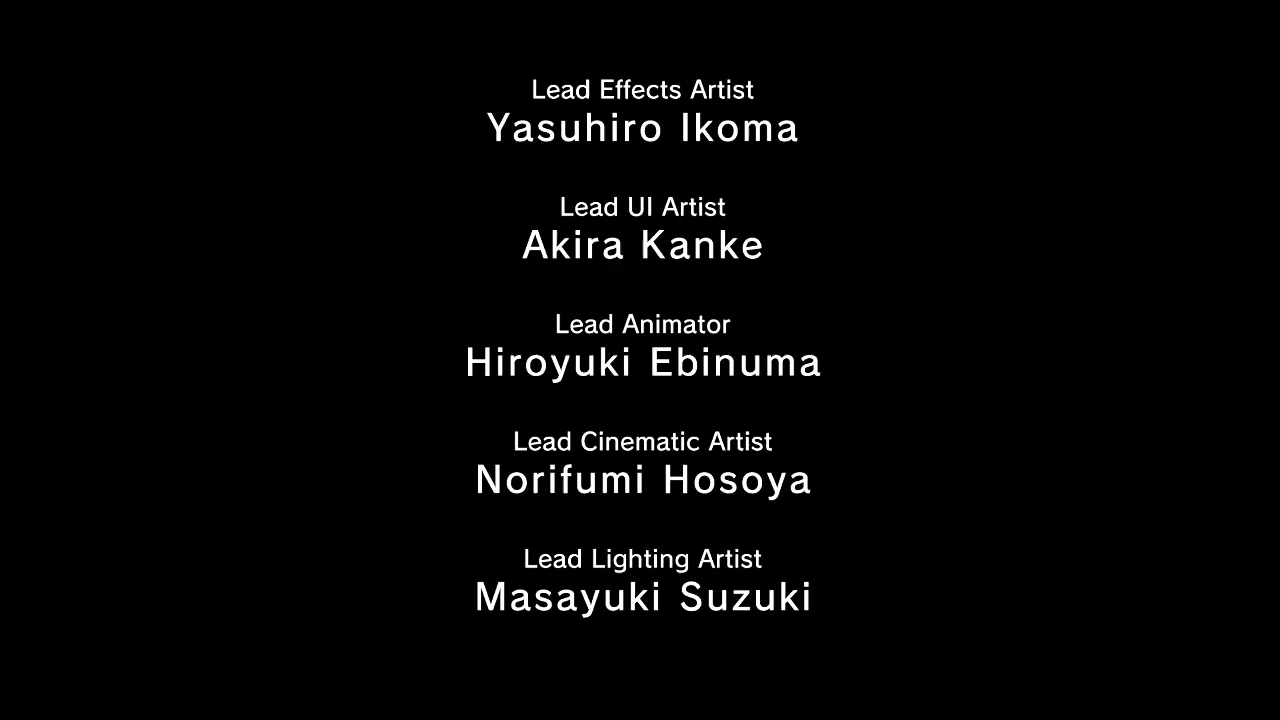 Lead Effects Artist
Yasuhiro Ikoma
Lead UI Artist
Akira Kanke
Lead Animator
Hiroyuki Ebinuma
Lead Cinematic Artist
Norifumi Hosoya
Lead Lighting Artist
Masayuki Suzuki